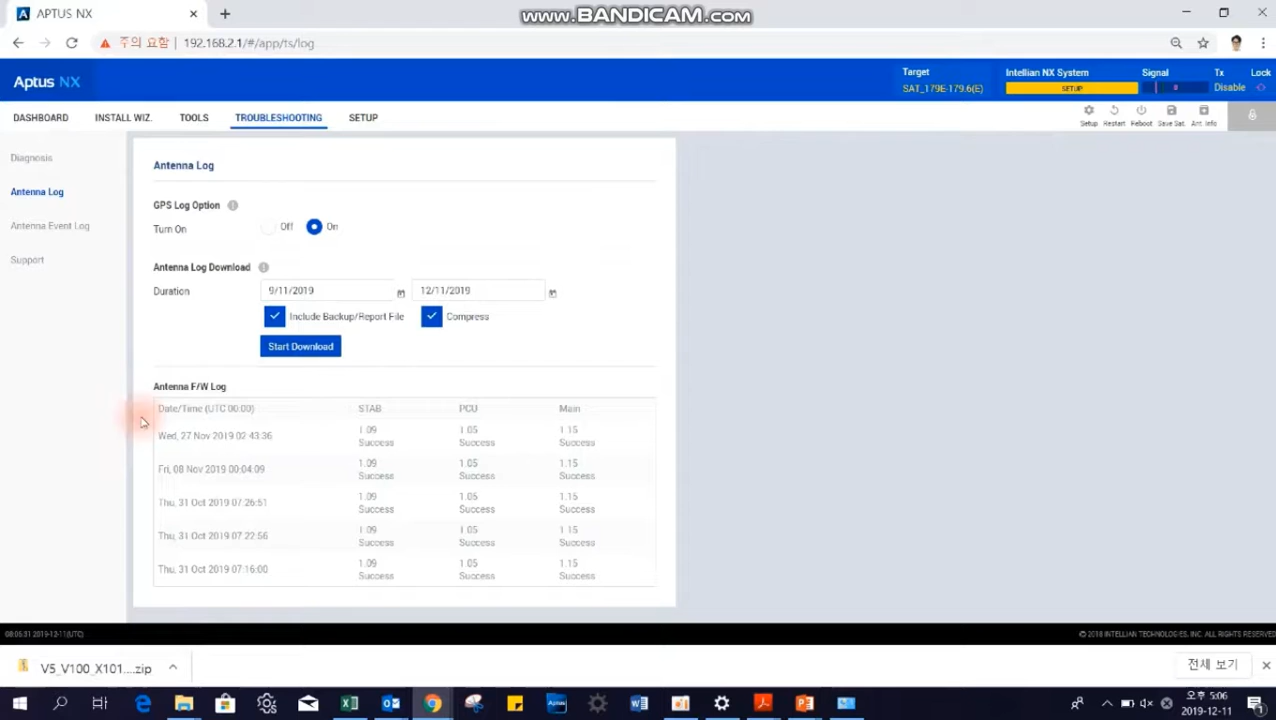 APTUS NX
www.BANDICAM.com
주의 요함 | 192.168.2.1/#/app/ts/log
Aptus NX
Target
SAT_179E-179.6(E)
Intellian NX System
SETUP
Signal
0
Tx
Disable
Lock
DASHBOARD INSTALL WIZ. TOOLS TROUBLESHOOTING SETUP
Setup Restart Reboot Save Sat. Ant. Info
Diagnosis
Antenna Log
Antenna Event Log
Support
Antenna Log
GPS Log Option
Turn On Off On
Antenna Log Download
Duration 9/11/2019 12/11/2019
Include Backup/Report File Compress
Start Download
Antenna F/W Log
Date/Time (UTC 00:00) STAB PCU Main
Wed, 27 Nov 2019 02:43:36 1.09 Success 1.05 Success 1.15 Success
Fri, 08 Nov 2019 00:04:09 1.09 Success 1.05 Success 1.15 Success
Thu, 31 Oct 2019 07:26:51 1.09 Success 1.05 Success 1.15 Success
Thu, 31 Oct 2019 07:22:56 1.09 Success 1.05 Success 1.15 Success
Thu, 31 Oct 2019 07:16:00 1.09 Success 1.05 Success 1.15 Success
08:05:31 2019-12-11(UTC)
© 2018 INTELLIAN TECHNOLOGIES, INC. ALL RIGHTS RESERVED
V5_V100_X101....zip
전체 보기
Aptus
오후 5:06
2019-12-11
1